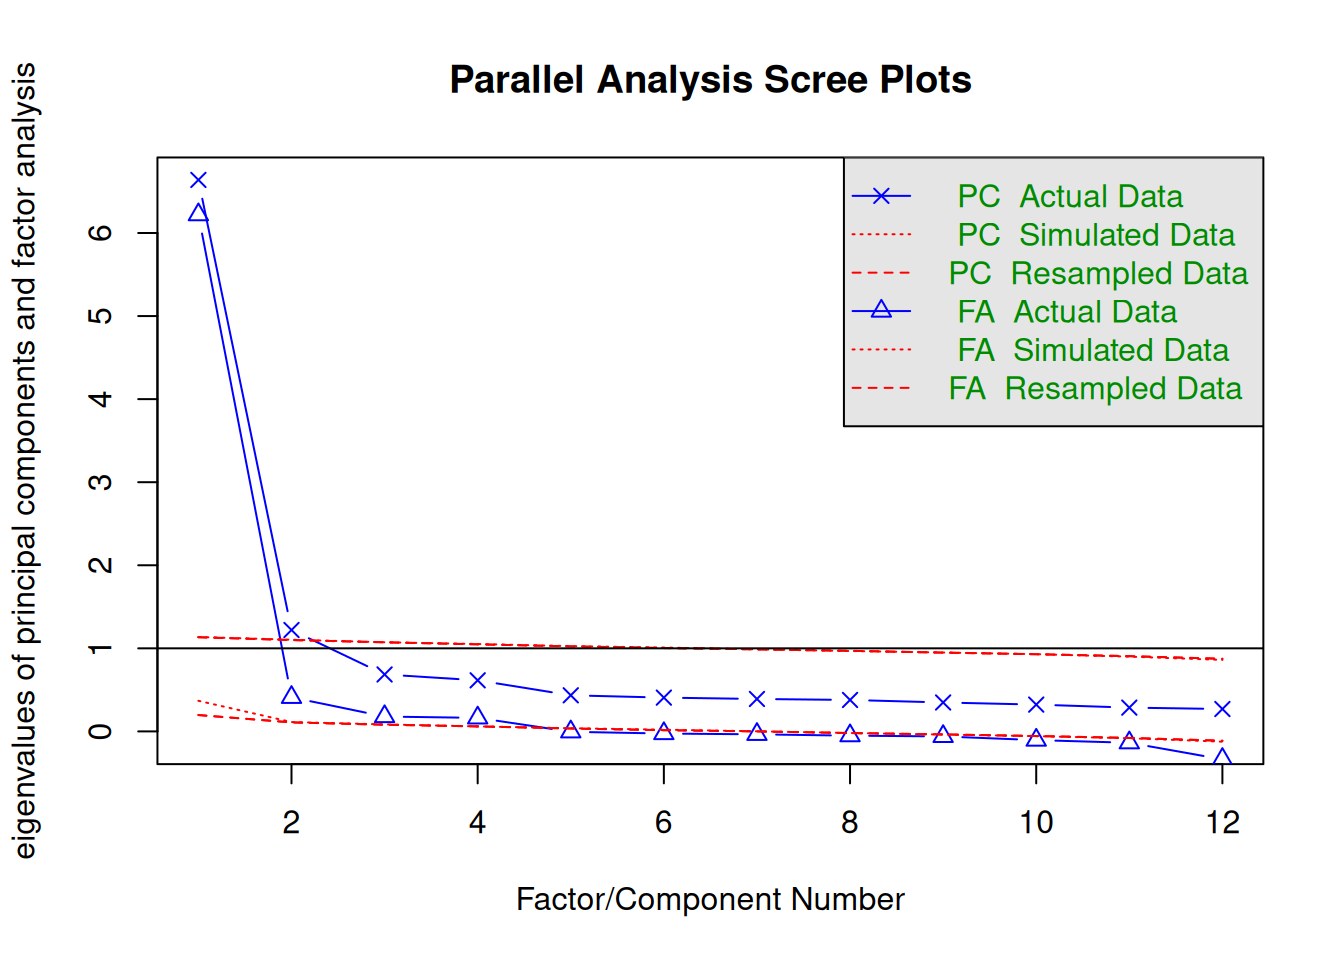 Parallel Analysis Scree Plots
eigenvalues of principal components and factor analysis
6
5
4
3
2
1
0
PC Actual Data
PC Simulated Data
PC Resampled Data
FA Actual Data
FA Simulated Data
FA Resampled Data
2 4 6 8 10 12
Factor/Component Number